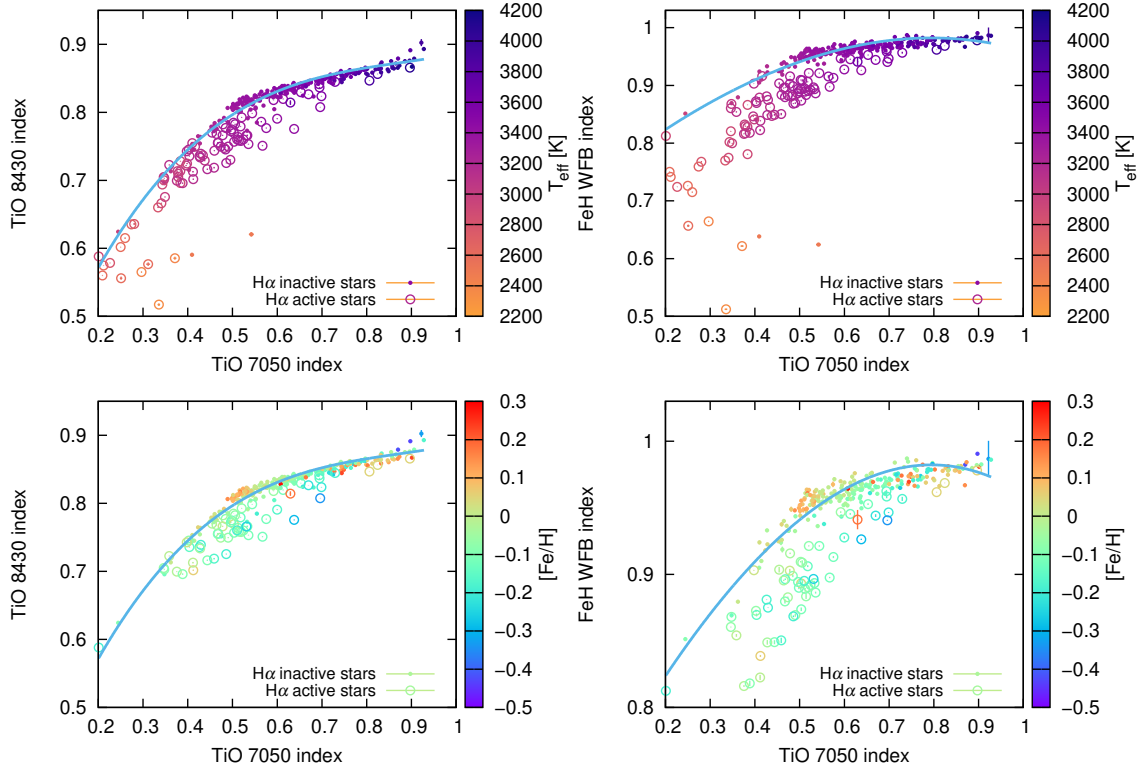 0.5
0.6
0.7
0.8
0.9
0.2 0.3 0.4 0.5 0.6 0.7 0.8 0.9 1
TiO 8430 index
TiO 7050 index
Hα inactive stars
Hα active stars
2200
2400
2600
2800
3000
3200
3400
3600
3800
4000
4200
T_eff [K]
0.5
0.6
0.7
0.8
0.9
1
0.2 0.3 0.4 0.5 0.6 0.7 0.8 0.9 1
FeH WFB index
TiO 7050 index
Hα inactive stars
Hα active stars
2200
2400
2600
2800
3000
3200
3400
3600
3800
4000
4200
T_eff [K]
0.5
0.6
0.7
0.8
0.9
0.2 0.3 0.4 0.5 0.6 0.7 0.8 0.9 1
TiO 8430 index
TiO 7050 index
Hα inactive stars
Hα active stars
−0.5
−0.4
−0.3
−0.2
−0.1
0
0.1
0.2
0.3
[Fe/H]
0.8
0.9
1
0.2 0.3 0.4 0.5 0.6 0.7 0.8 0.9 1
FeH WFB index
TiO 7050 index
Hα inactive stars
Hα active stars
−0.5
−0.4
−0.3
−0.2
−0.1
0
0.1
0.2
0.3
[Fe/H]